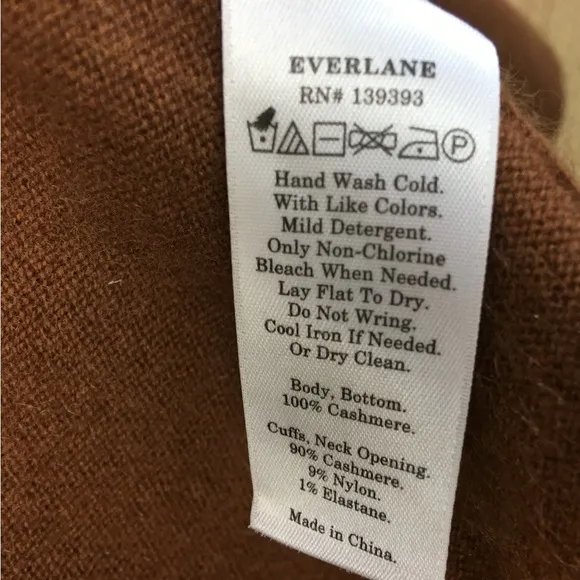 EVERLANE
RN# 139393
P
Hand Wash Cold.
With Like Colors.
Mild Detergent.
Only Non-Chlorine
Bleach When Needed.
Lay Flat To Dry.
Do Not Wring.
Cool Iron If Needed.
Or Dry Clean.
Body, Bottom.
100% Cashmere.
Cuffs, Neck Opening.
90% Cashmere.
9% Nylon.
1% Elastane.
Made in China.